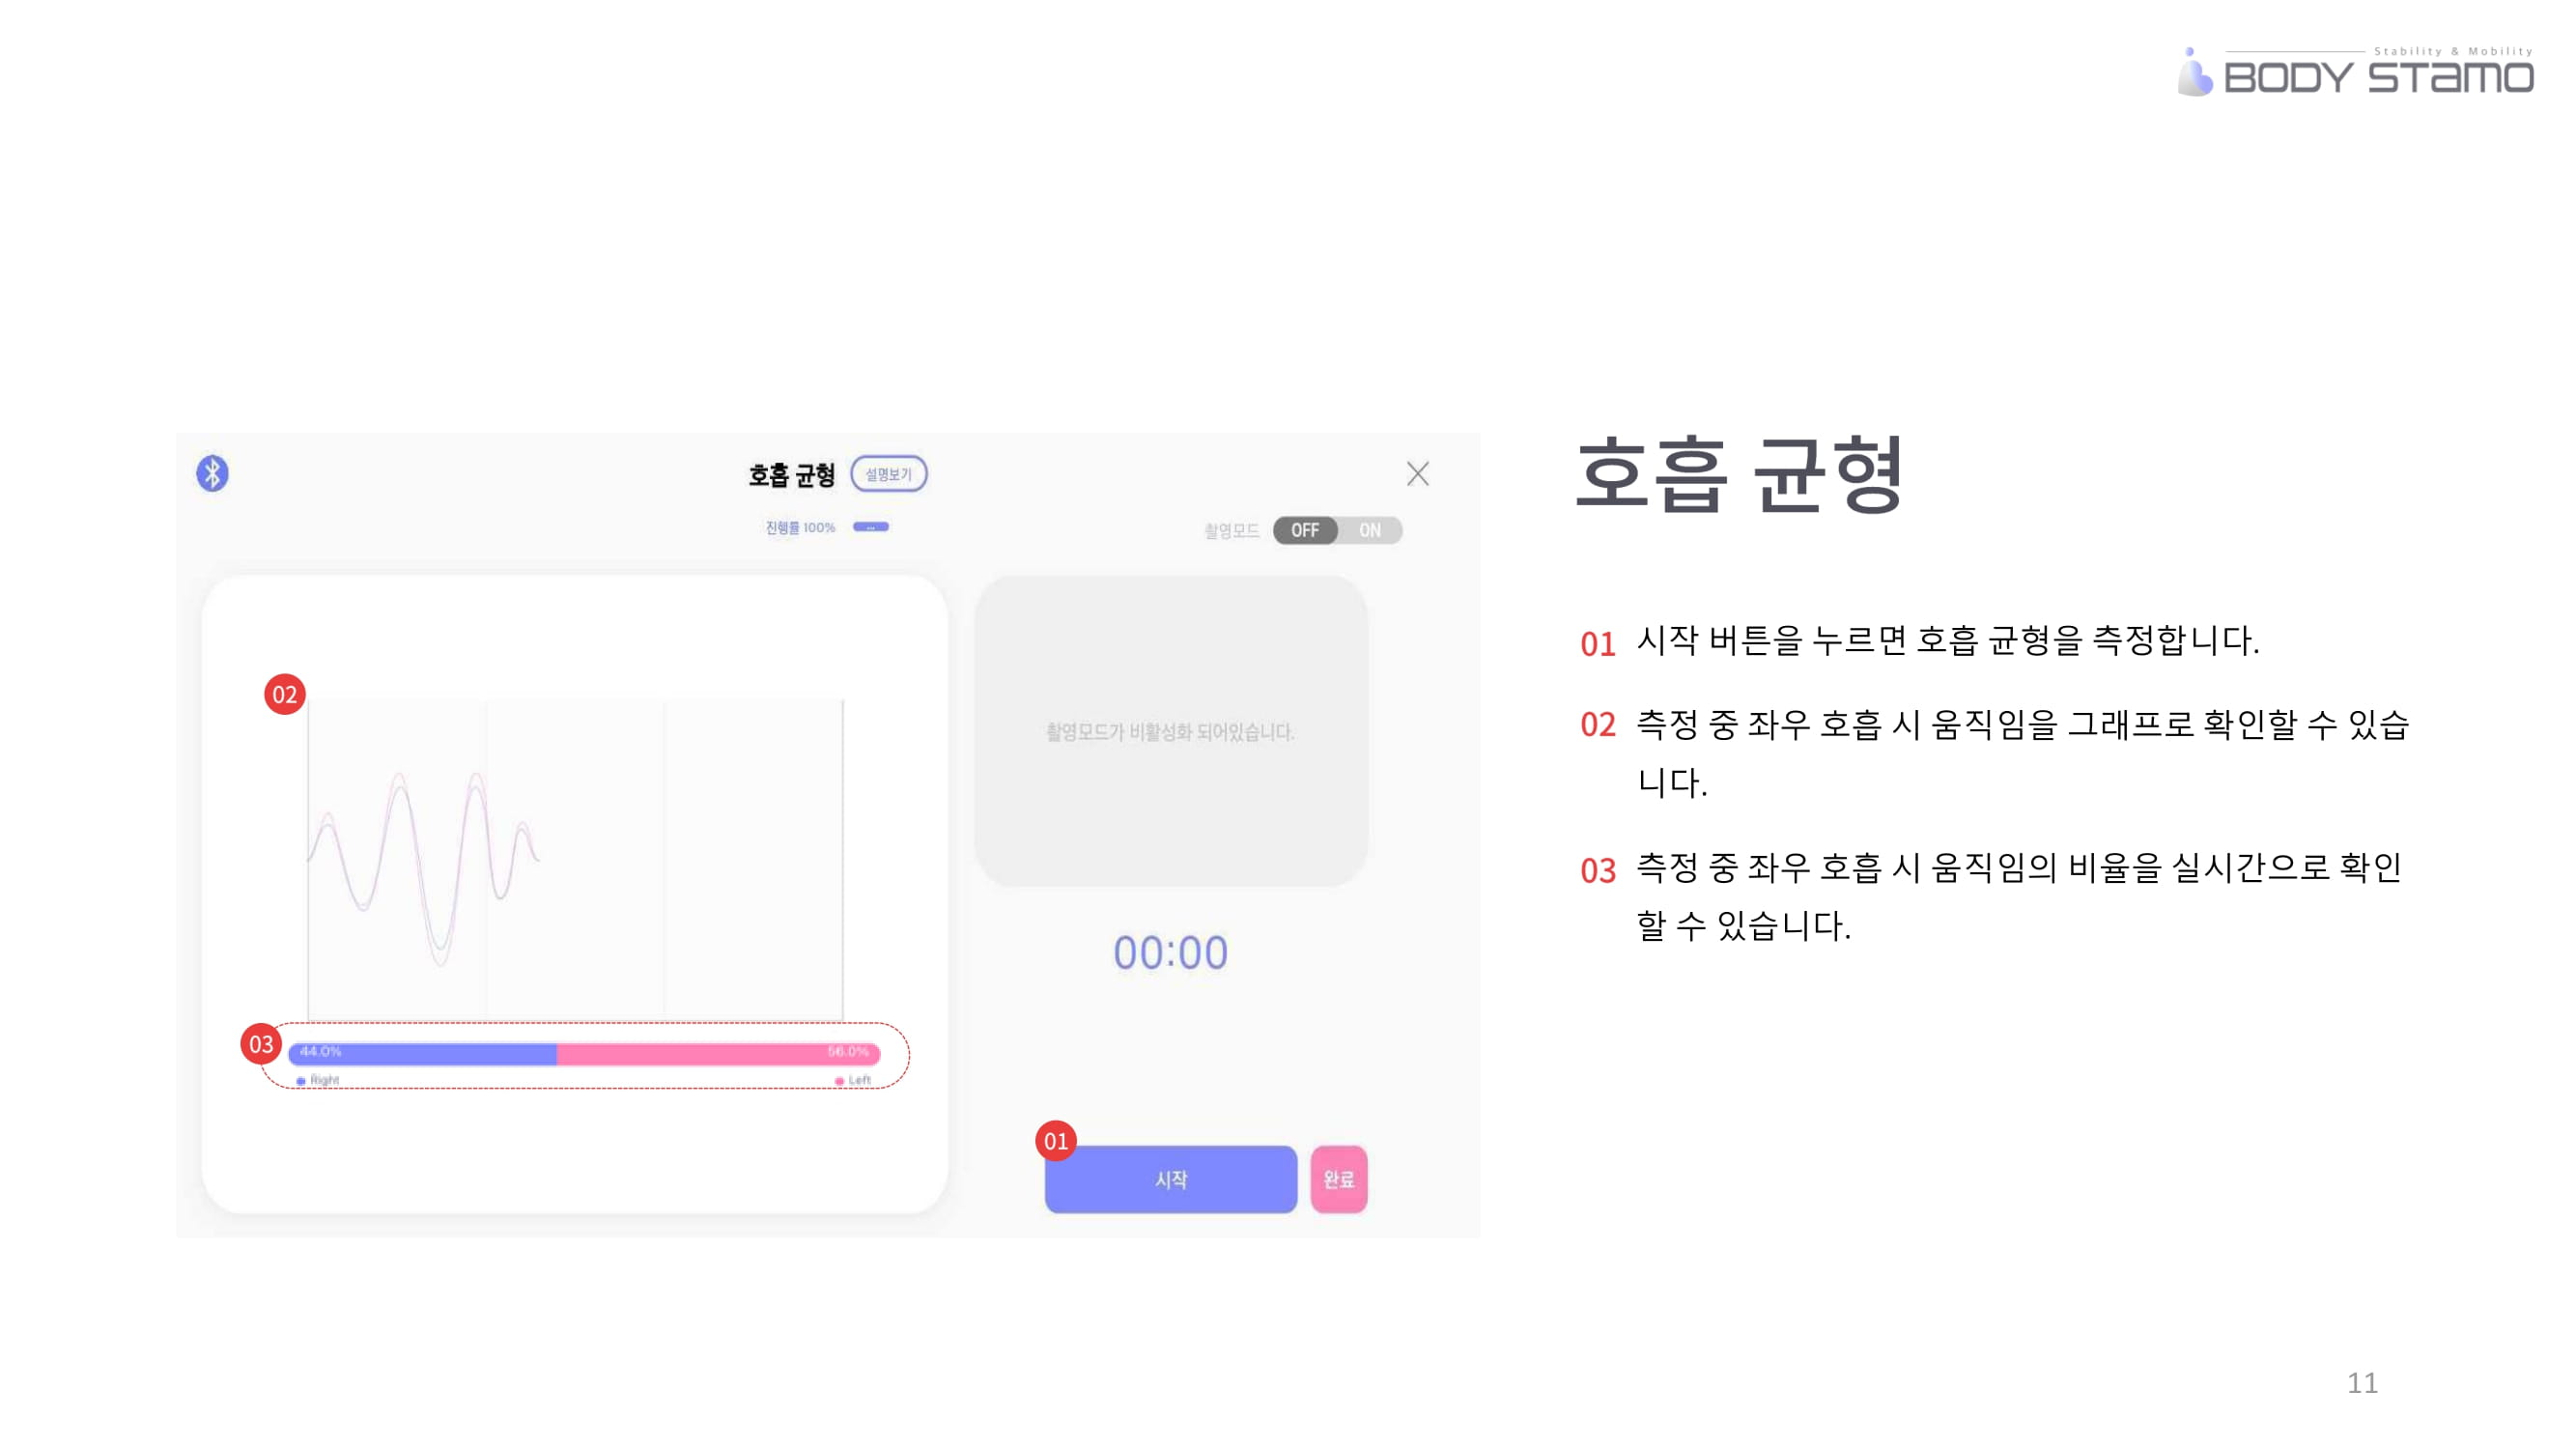 Stability & Mobility
BODY STamo
호흡 균형
설명보기
진행률 100%
촬영모드
OFF
ON
촬영모드가 비활성화 되어있습니다.
00:00
02
03
44.0%
56.0%
Right
Left
01
시작
완료
호흡 균형
01 시작 버튼을 누르면 호흡 균형을 측정합니다.
02 측정 중 좌우 호흡 시 움직임을 그래프로 확인할 수 있습
니다.
03 측정 중 좌우 호흡 시 움직임의 비율을 실시간으로 확인
할 수 있습니다.
11